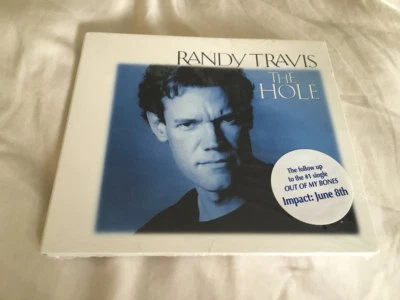 RANDY TRAVIS
THE
HOLE
The follow up
to the #1 single
OUT OF MY BONES
Impact: June 8th